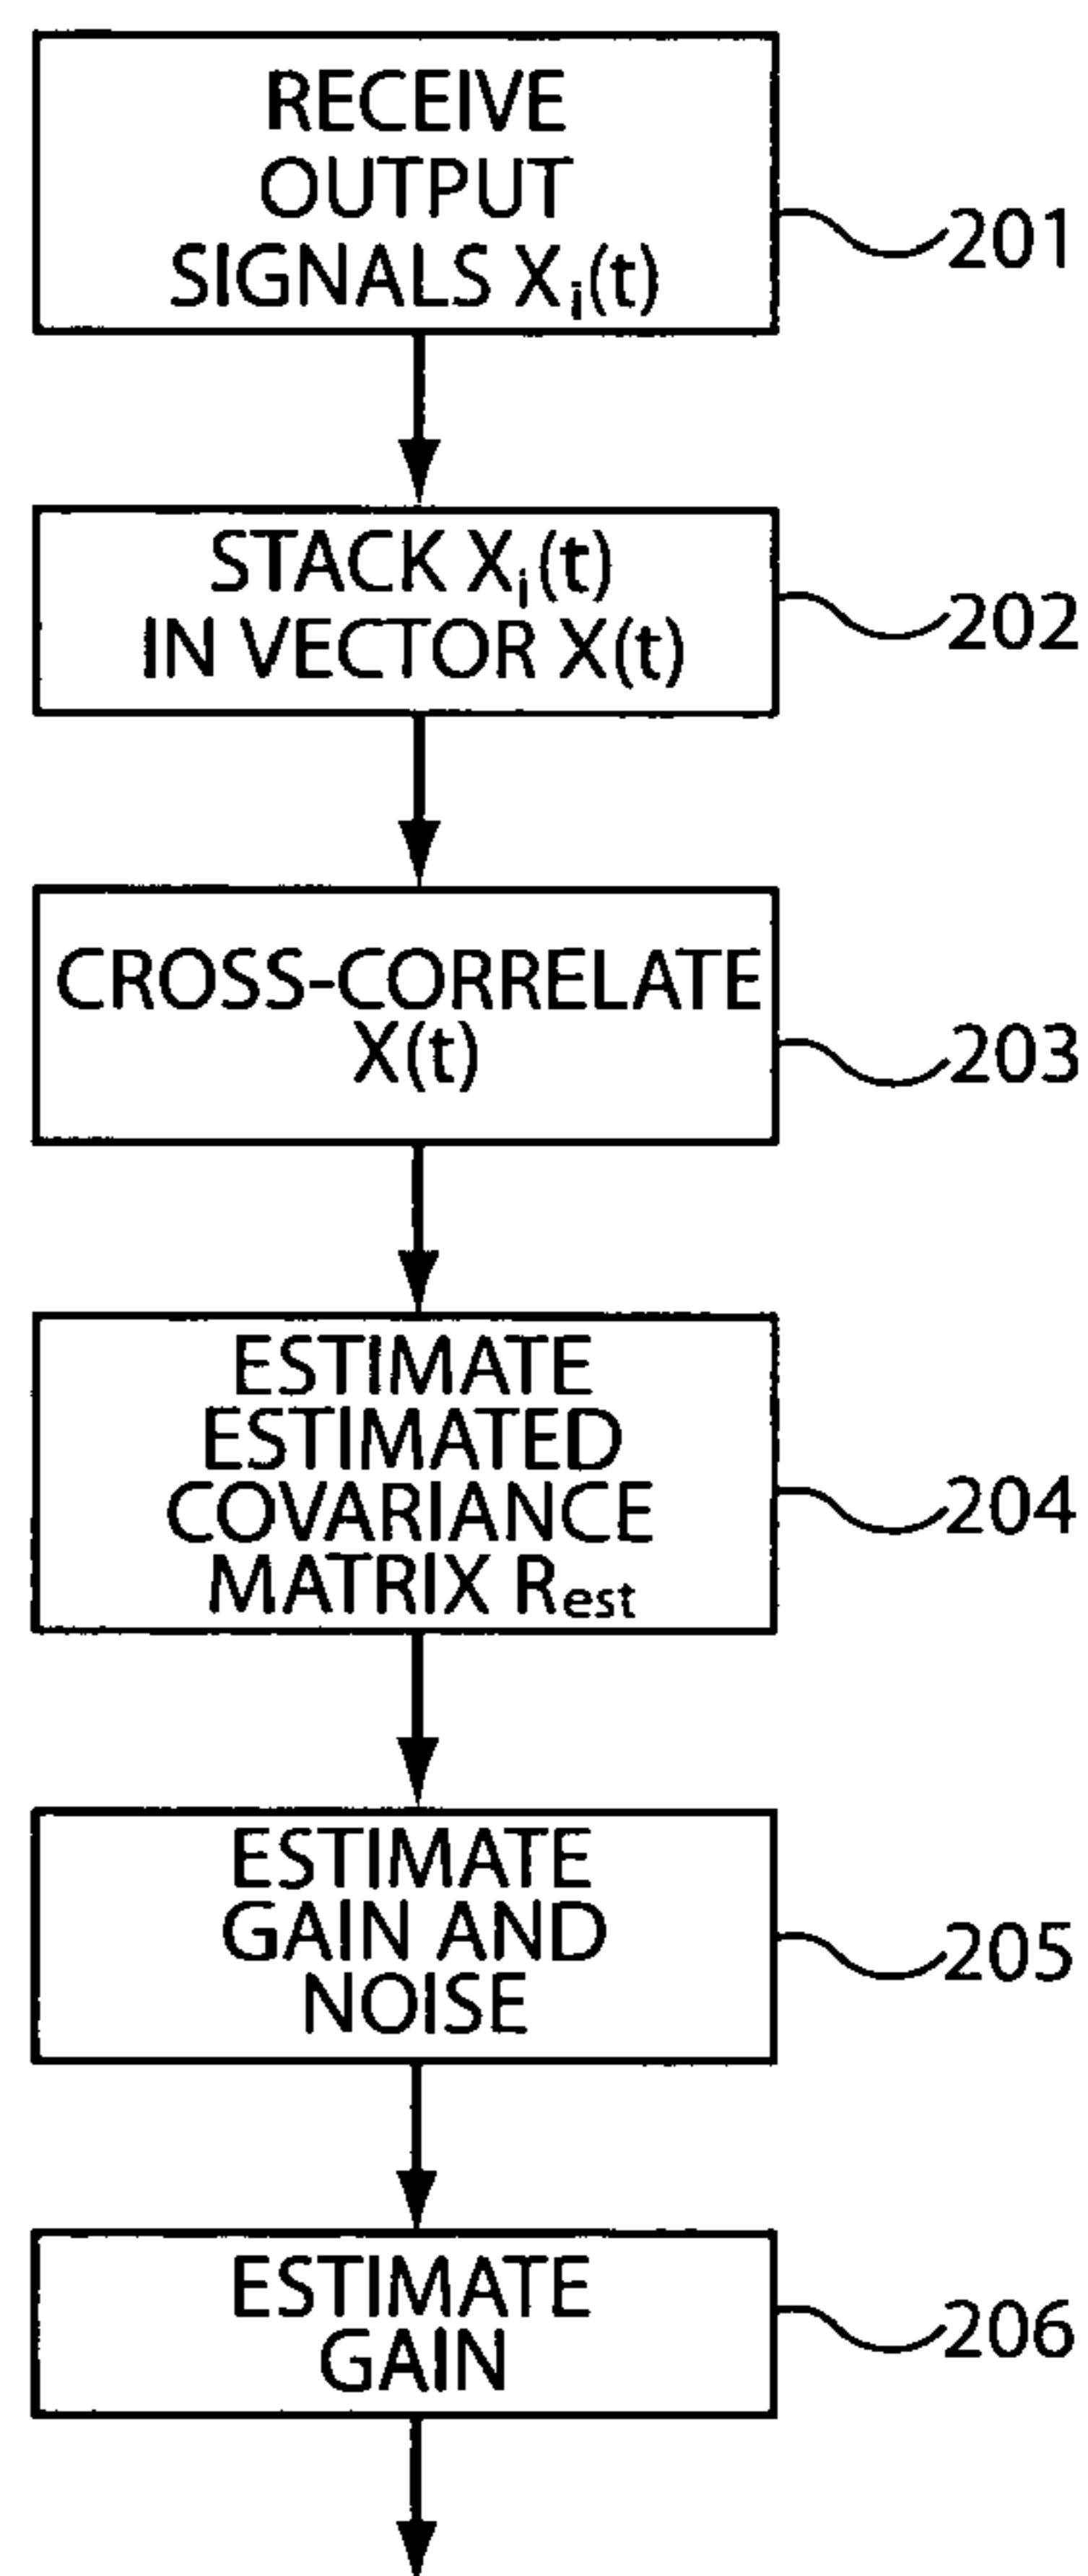 RECEIVE
OUTPUT
SIGNALS Xi(t)
201
STACK Xi(t)
IN VECTOR X(t)
202
CROSS-CORRELATE
X(t)
203
ESTIMATE
ESTIMATED
COVARIANCE
MATRIX Rest
204
ESTIMATE
GAIN AND
NOISE
205
ESTIMATE
GAIN
206